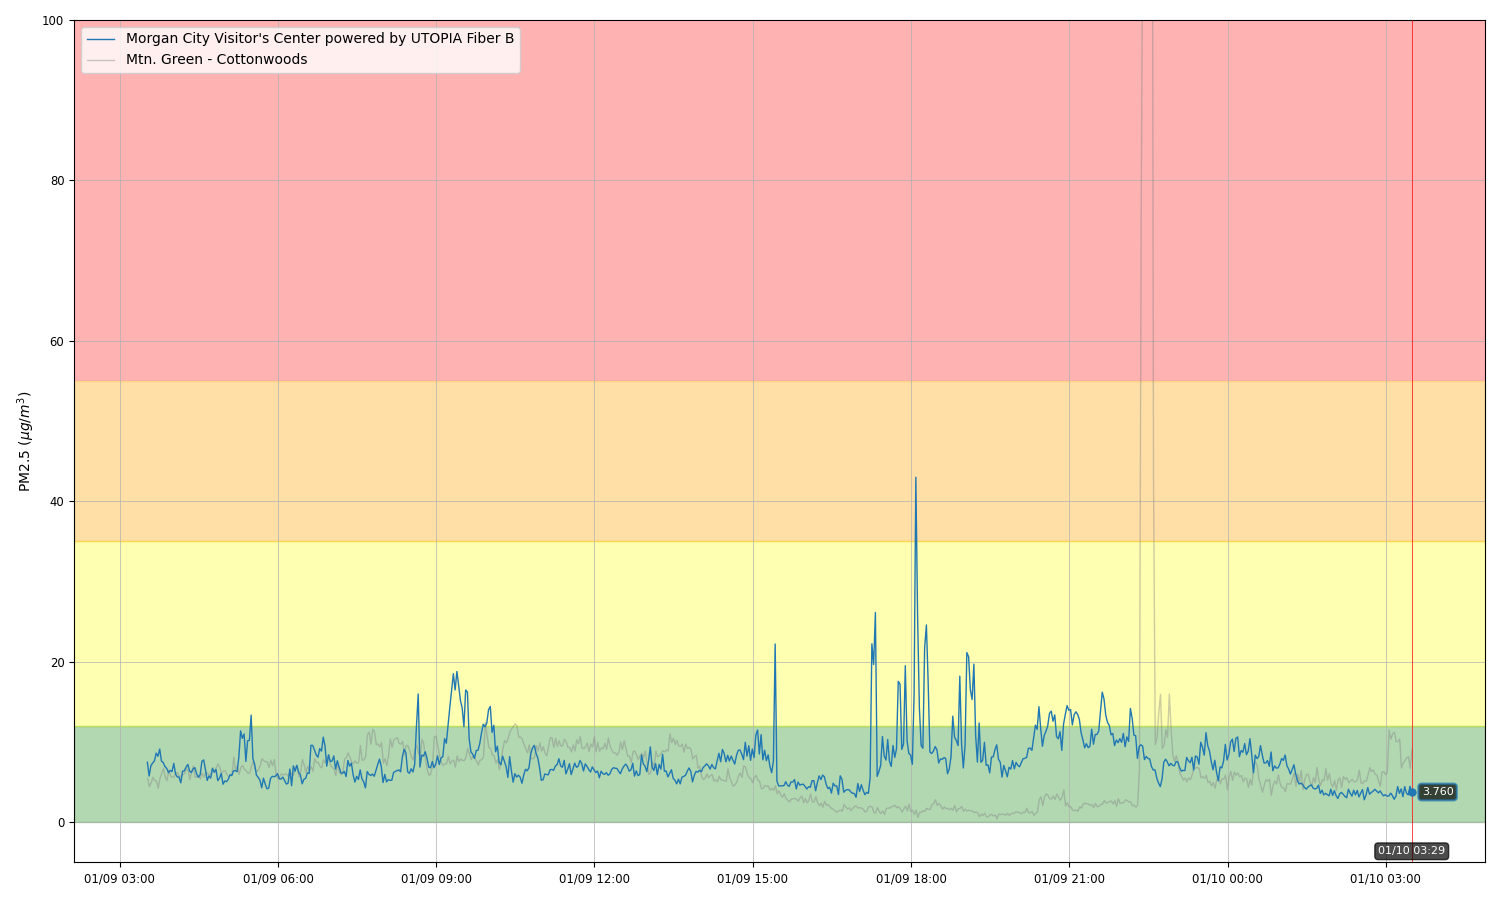 100
Morgan City Visitor's Center powered by UTOPIA Fiber B
Mtn. Green - Cottonwoods
80
60
PM2.5 (μg/m³)
40
20
3.760
0
01/10 03:29
01/09 03:00 01/09 06:00 01/09 09:00 01/09 12:00 01/09 15:00 01/09 18:00 01/09 21:00 01/10 00:00 01/10 03:00